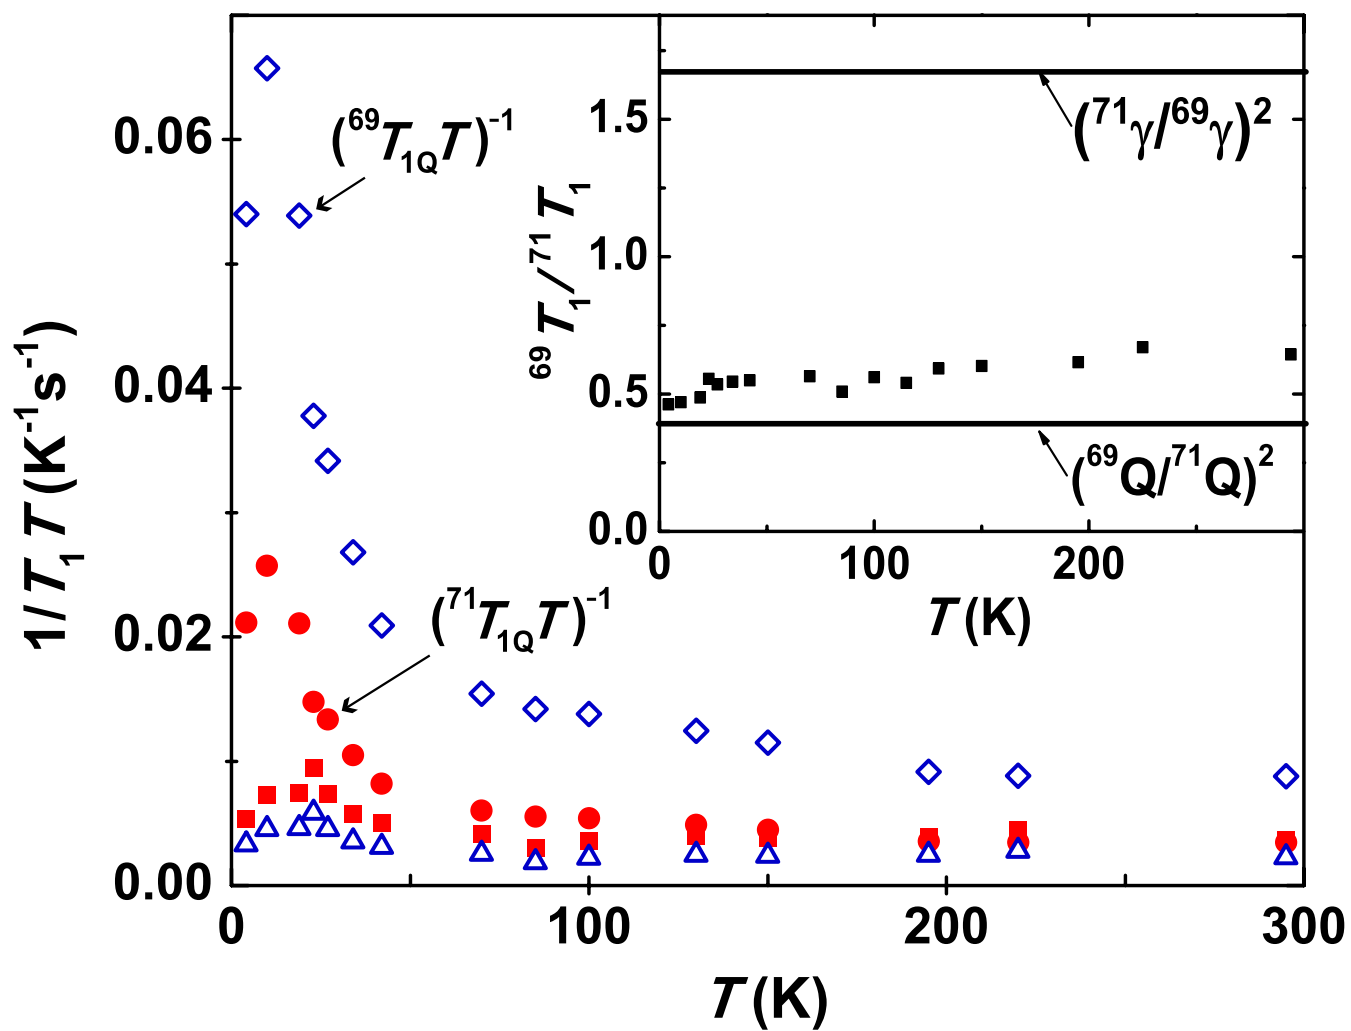 1/T₁T (K⁻¹s⁻¹)
0.06
0.04
0.02
0.00
0 100 200 300
T (K)
(⁶⁹T₁QT)⁻¹
(⁷¹T₁QT)⁻¹
⁶⁹T₁/⁷¹T₁
1.5
1.0
0.5
0.0
0 100 200
T (K)
(⁷¹γ/⁶⁹γ)²
(⁶⁹Q/⁷¹Q)²